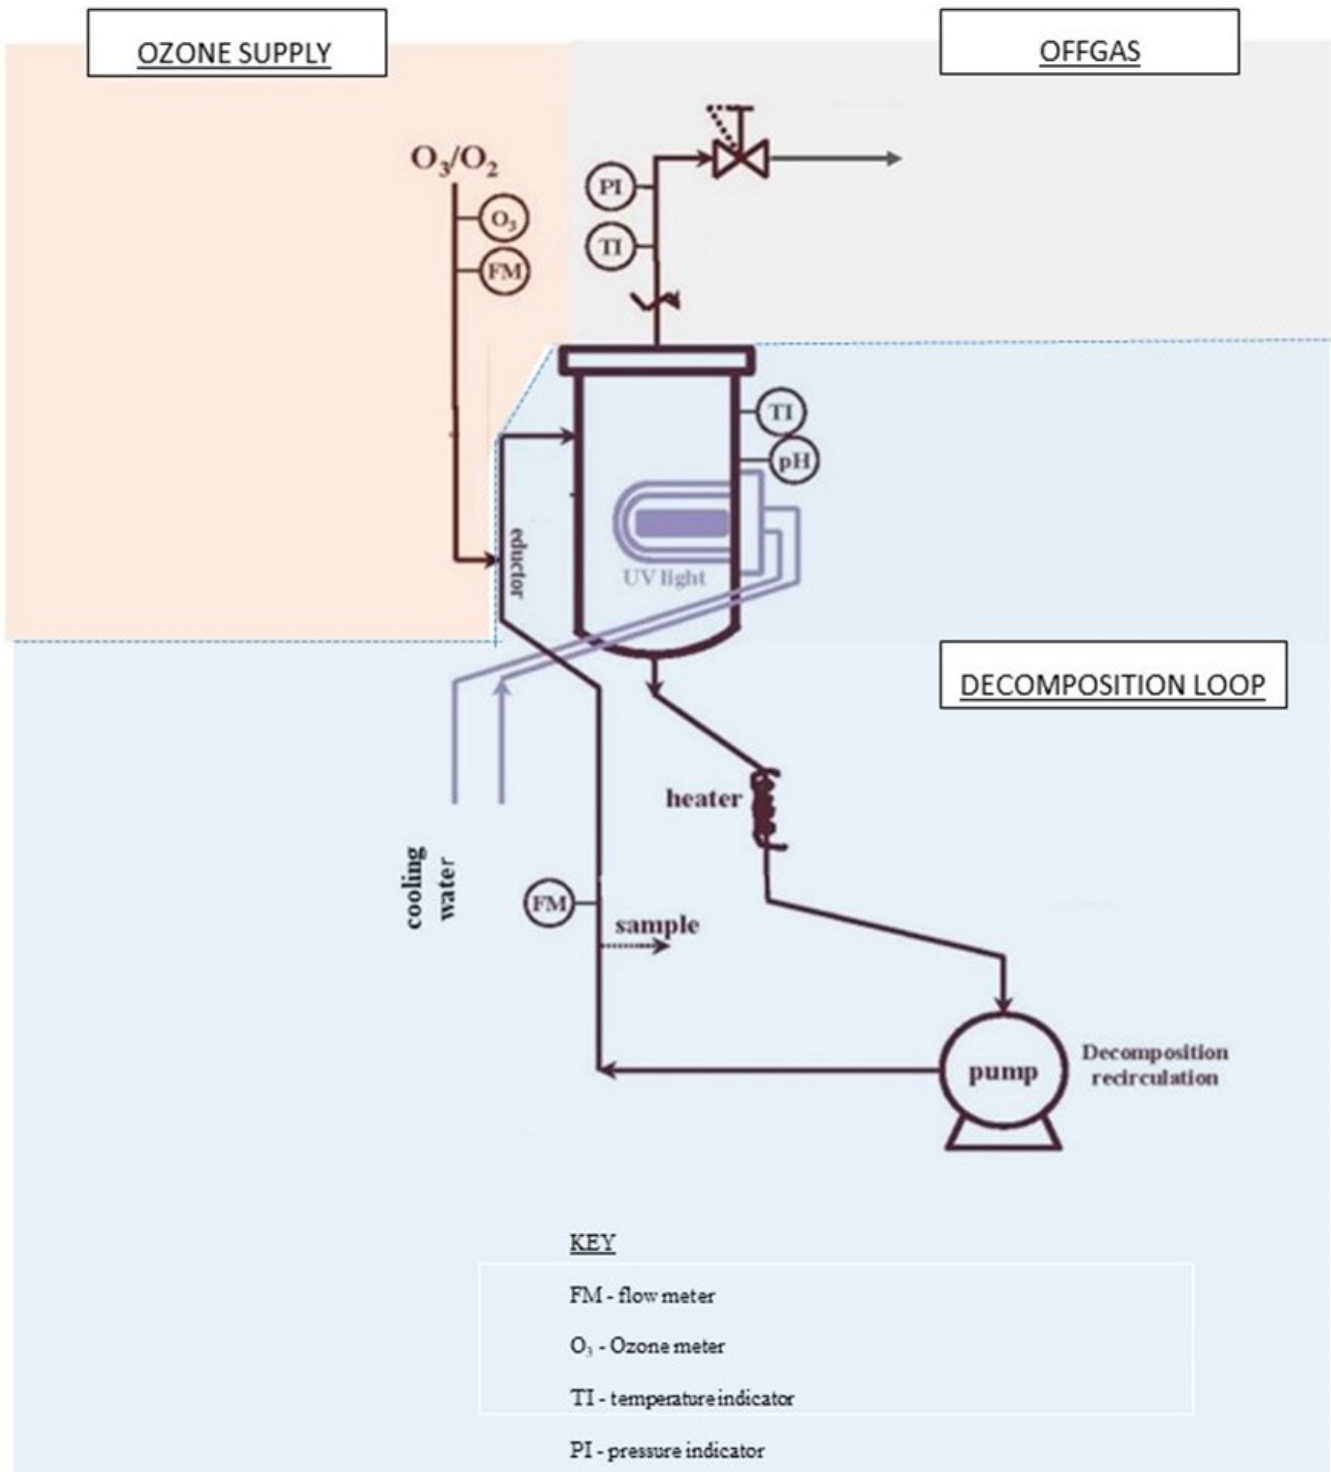 OZONE SUPPLY
OFFGAS
O₃/O₂
O₃
FM
PI
TI
TI
pH
eductor
UV light
DECOMPOSITION LOOP
heater
cooling
water
FM
sample
pump
Decomposition
recirculation
KEY
FM - flow meter
O₃ - Ozone meter
TI - temperature indicator
PI - pressure indicator